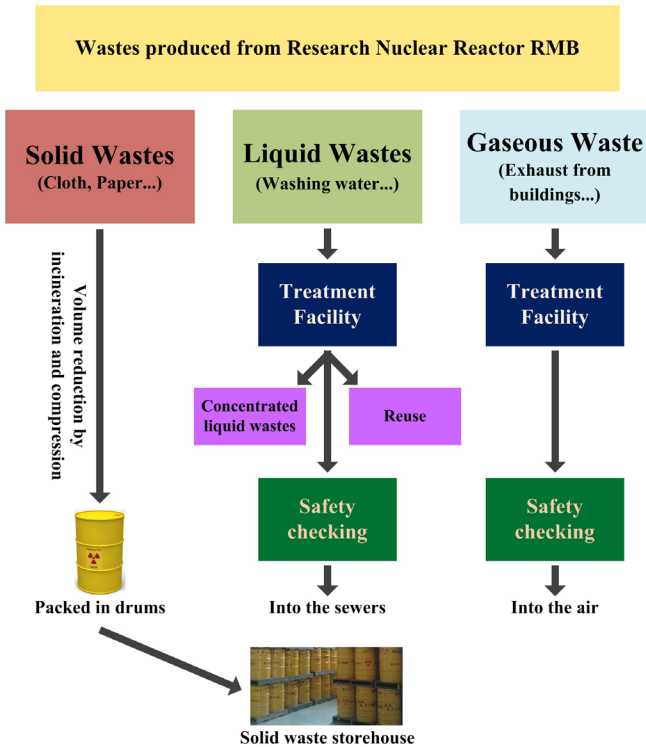 Wastes produced from Research Nuclear Reactor RMB
Solid Wastes
(Cloth, Paper...)
Liquid Wastes
(Washing water...)
Gaseous Waste
(Exhaust from
buildings...)
Volume reduction by
incineration and compression
Treatment
Facility
Treatment
Facility
Concentrated
liquid wastes
Reuse
Safety
checking
Safety
checking
Packed in drums
Into the sewers
Into the air
Solid waste storehouse